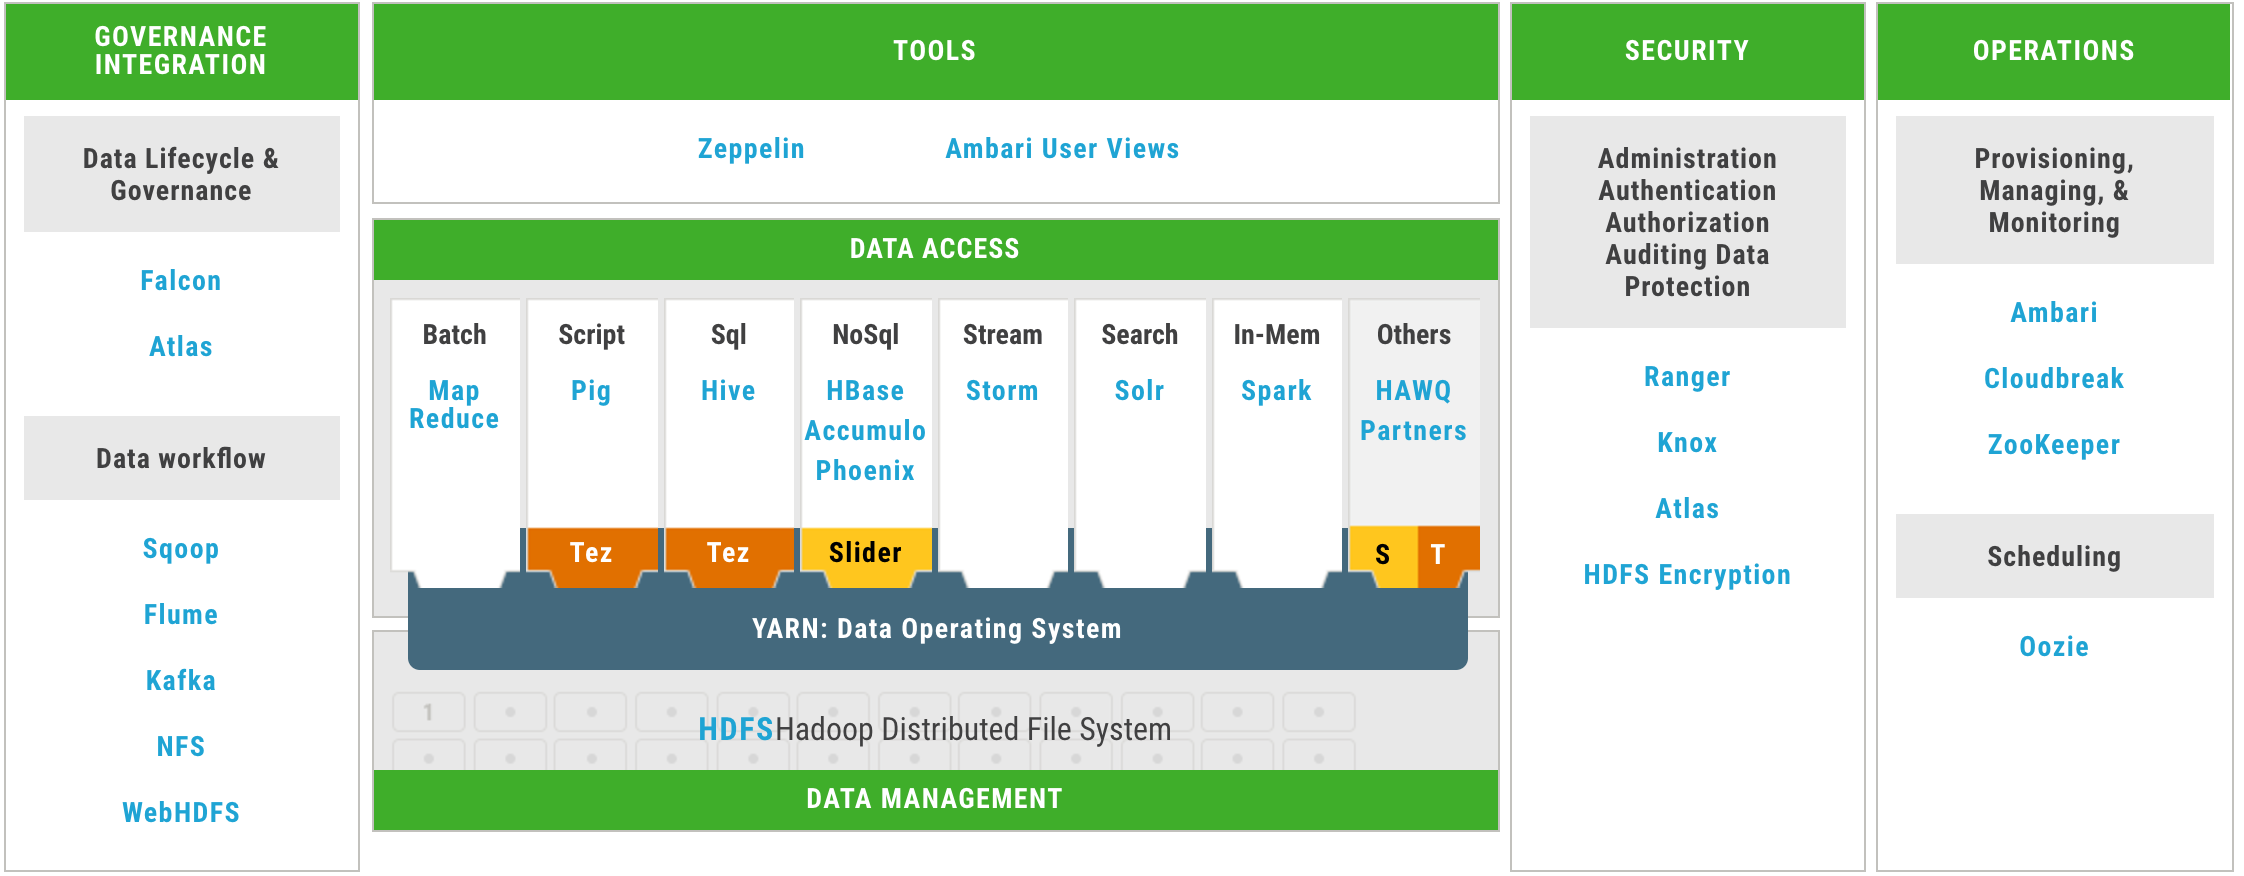 GOVERNANCE
INTEGRATION
Data Lifecycle &
Governance
Falcon
Atlas
Data workflow
Sqoop
Flume
Kafka
NFS
WebHDFS
TOOLS
Zeppelin
Ambari User Views
DATA ACCESS
Batch
Map
Reduce
Script
Pig
Tez
Sql
Hive
Tez
NoSql
HBase
Accumulo
Phoenix
Slider
Stream
Storm
Search
Solr
In-Mem
Spark
Others
HAWQ
Partners
S
T
YARN: Data Operating System
1
HDFSHadoop Distributed File System
DATA MANAGEMENT
SECURITY
Administration
Authentication
Authorization
Auditing Data
Protection
Ranger
Knox
Atlas
HDFS Encryption
OPERATIONS
Provisioning,
Managing, &
Monitoring
Ambari
Cloudbreak
ZooKeeper
Scheduling
Oozie